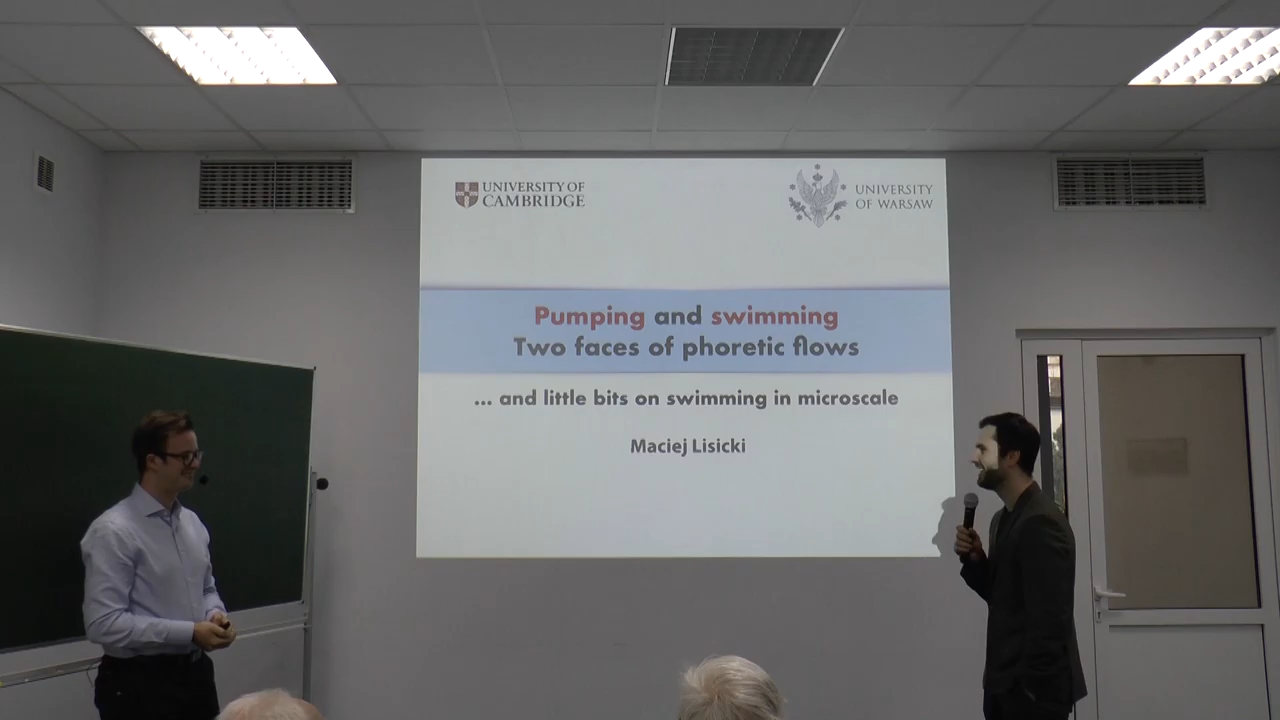 UNIVERSITY OF
CAMBRIDGE
UNIVERSITY
OF WARSAW
Pumping and swimming
Two faces of phoretic flows
... and little bits on swimming in microscale
Maciej Lisicki